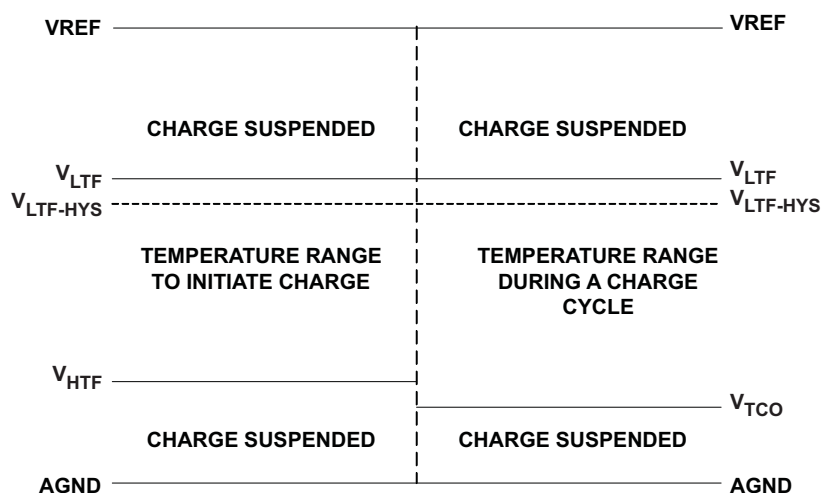 VREF
VREF
CHARGE SUSPENDED
CHARGE SUSPENDED
VLTF
VLTF
VLTF-HYS
VLTF-HYS
TEMPERATURE RANGE
TO INITIATE CHARGE
TEMPERATURE RANGE
DURING A CHARGE
CYCLE
VHTF
VTCO
CHARGE SUSPENDED
CHARGE SUSPENDED
AGND
AGND